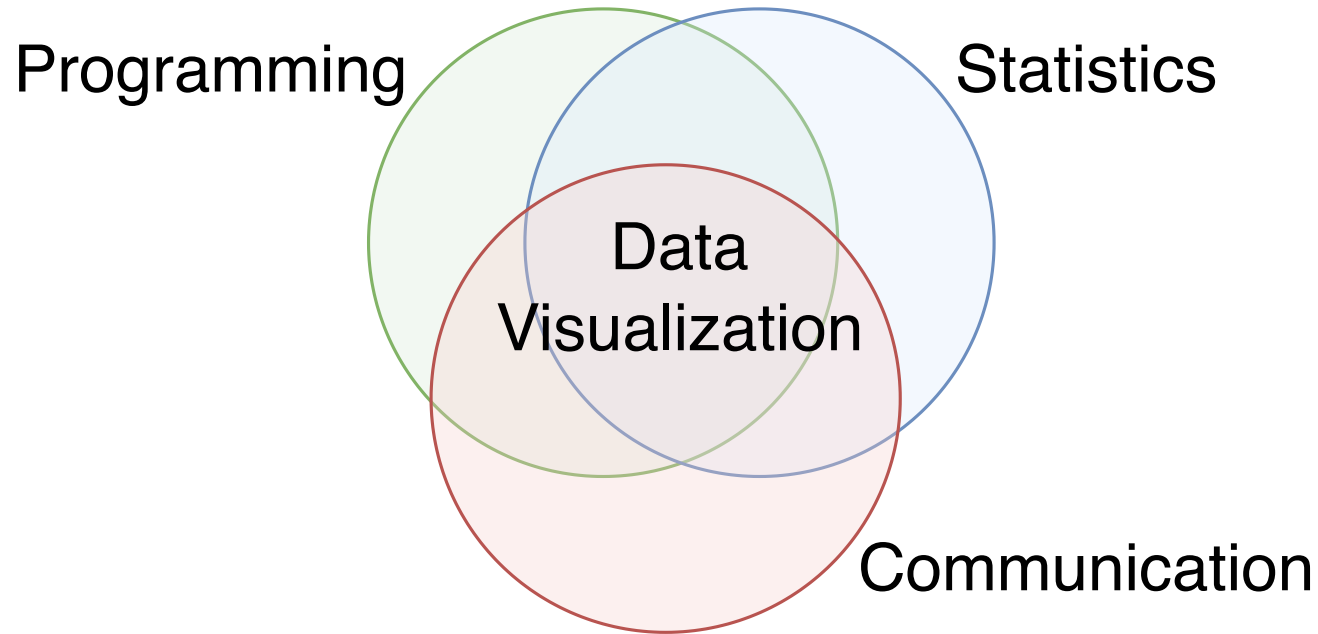 Programming
Statistics
Data
Visualization
Communication